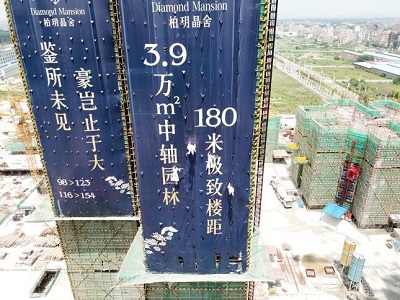 Diamond Mansion
柏玥晶舍
鉴所未见
豪岂止于大
98>123
116>154
Diamond Mansion
柏玥晶舍
3.9万m²中轴园林
180米极致楼距